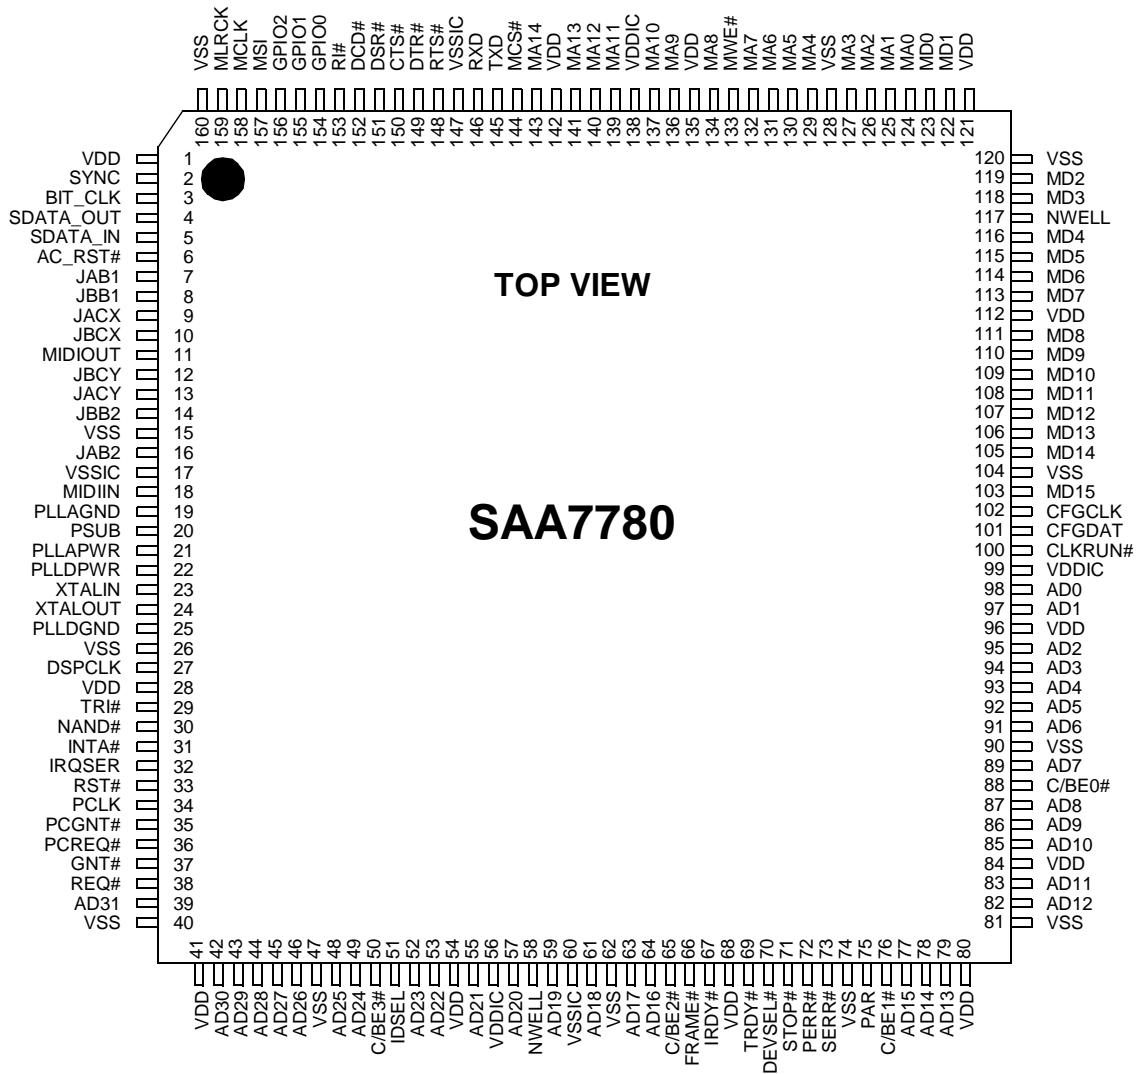 VSS MLRCK MCLK MSI GPIO2 GPIO1 GPIO0 RI# DCD# DSR# CTS# DTR# RTS# VSSIC RXD TXD MCS# MA14 VDD MA13 MA12 MA11 VDDIC MA10 MA9 VDD MA8 MWE# MA7 MA6 MA5 MA4 VSS MA3 MA2 MA1 MA0 MD0 MD1 VDD
160 159 158 157 156 155 154 153 152 151 150 149 148 147 146 145 144 143 142 141 140 139 138 137 136 135 134 133 132 131 130 129 128 127 126 125 124 123 122 121
VDD 1 120 VSS
SYNC 2 119 MD2
BIT_CLK 3 118 MD3
SDATA_OUT 4 117 NWELL
SDATA_IN 5 116 MD4
AC_RST# 6 115 MD5
JAB1 7 114 MD6
TOP VIEW
JBB1 8 113 MD7
JACX 9 112 VDD
JBCX 10 111 MD8
MIDIOUT 11 110 MD9
JBCY 12 109 MD10
JACY 13 108 MD11
JBB2 14 107 MD12
VSS 15 106 MD13
JAB2 16 105 MD14
VSSIC 17 104 VSS
MIDIIN 18 103 MD15
PLLAGND 19 102 CFGCLK
SAA7780
PSUB 20 101 CFGDAT
PLLAPWR 21 100 CLKRUN#
PLLDPWR 22 99 VDDIC
XTALIN 23 98 AD0
XTALOUT 24 97 AD1
PLLDGND 25 96 VDD
VSS 26 95 AD2
DSPCLK 27 94 AD3
VDD 28 93 AD4
TRI# 29 92 AD5
NAND# 30 91 AD6
INTA# 31 90 VSS
IRQSER 32 89 AD7
RST# 33 88 C/BE0#
PCLK 34 87 AD8
PCGNT# 35 86 AD9
PCREQ# 36 85 AD10
GNT# 37 84 VDD
REQ# 38 83 AD11
AD31 39 82 AD12
VSS 40 81 VSS
41 42 43 44 45 46 47 48 49 50 51 52 53 54 55 56 57 58 59 60 61 62 63 64 65 66 67 68 69 70 71 72 73 74 75 76 77 78 79 80
VDD AD30 AD29 AD28 AD27 AD26 VSS AD25 AD24 C/BE3# IDSEL AD23 AD22 VDD AD21 VDDIC AD20 NWELL AD19 VSSIC AD18 VSS AD17 AD16 C/BE2# FRAME# IRDY# VDD TRDY# DEVSEL# STOP# PERR# SERR# VSS PAR C/BE1# AD15 AD14 AD13 VDD